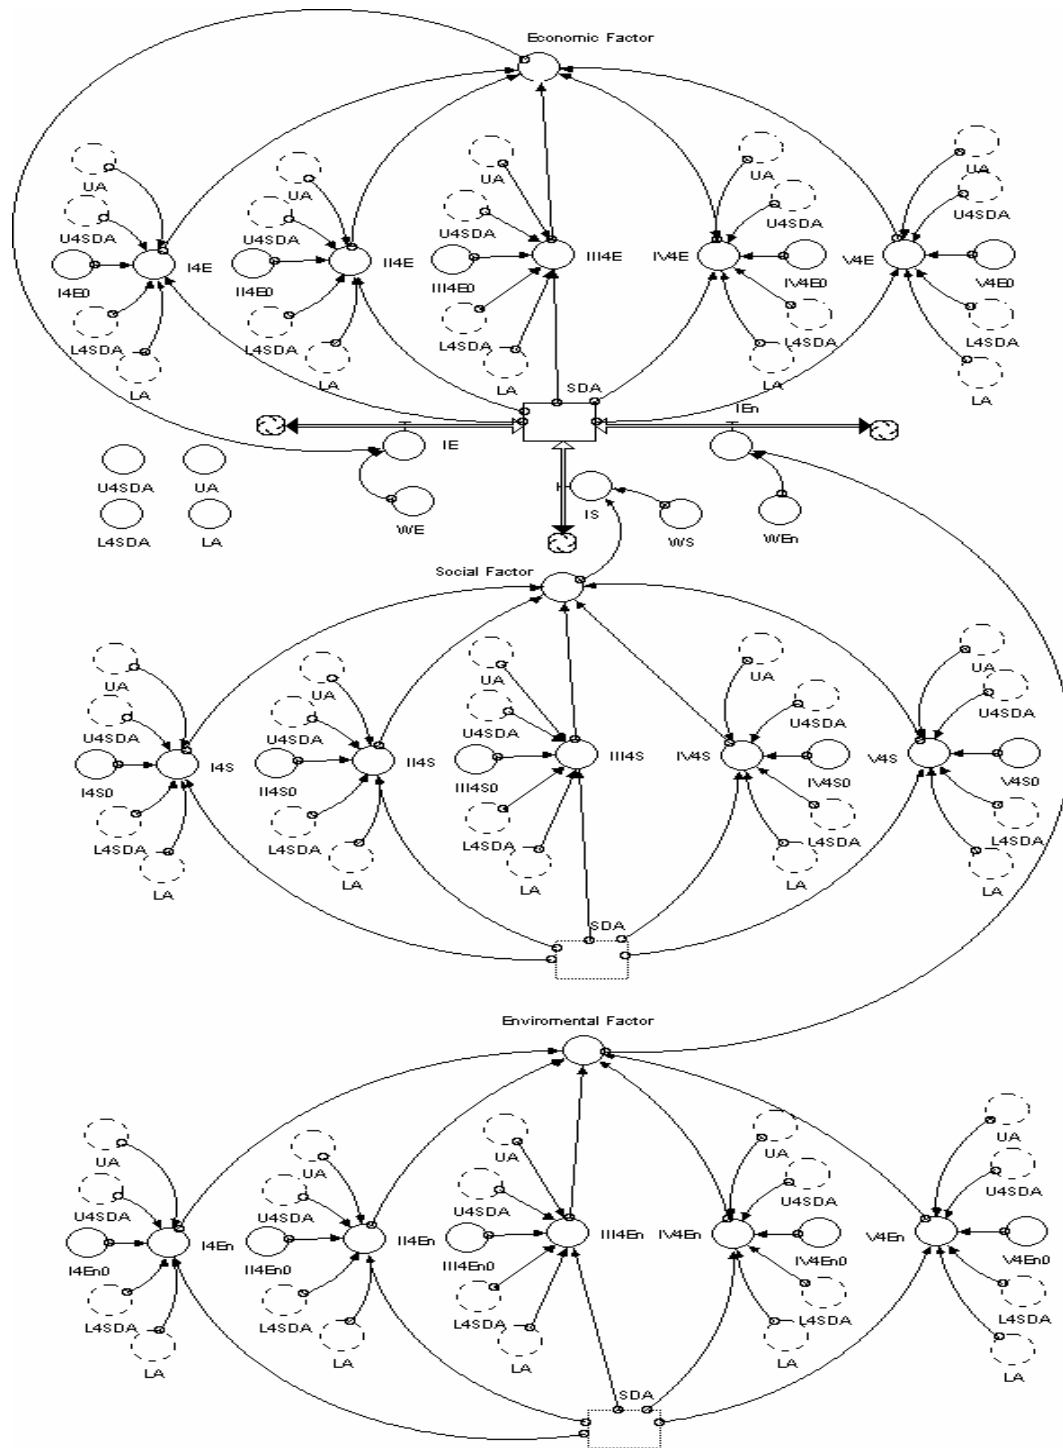 Economic Factor
UA
UA
UA
UA
UA
U4SDA
U4SDA
U4SDA
U4SDA
U4SDA
I4E
II4E
III4E
IV4E
V4E
I4E0
II4E0
III4E0
IV4E0
V4E0
L4SDA
L4SDA
L4SDA
L4SDA
L4SDA
LA
LA
LA
LA
LA
SDA
IEn
IE
U4SDA
UA
WE
IS
WS
WEn
L4SDA
LA
Social Factor
UA
UA
UA
UA
UA
U4SDA
U4SDA
U4SDA
U4SDA
U4SDA
I4S
II4S
III4S
IV4S
V4S
I4S0
II4S0
III4S0
IV4S0
V4S0
L4SDA
L4SDA
L4SDA
L4SDA
L4SDA
LA
LA
LA
LA
LA
SDA
Enviromental Factor
UA
UA
UA
UA
UA
U4SDA
U4SDA
U4SDA
U4SDA
U4SDA
I4En
II4En
III4En
IV4En
V4En
I4En0
II4En0
III4En0
IV4En0
V4En0
L4SDA
L4SDA
L4SDA
L4SDA
L4SDA
LA
LA
LA
LA
LA
SDA